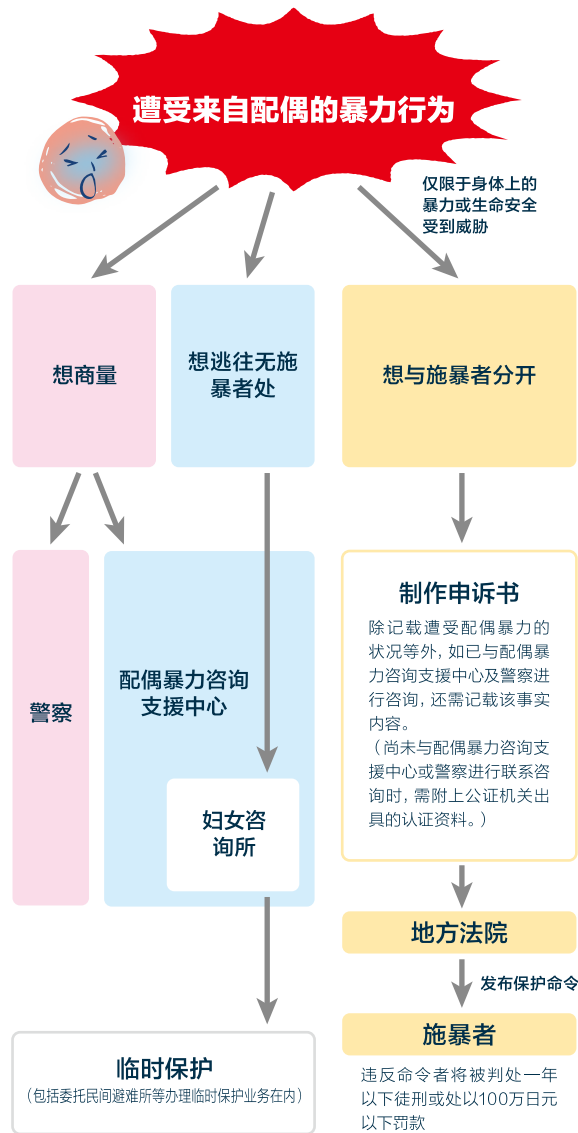 遭受来自配偶的暴力行为
仅限于身体上的
暴力或生命安全
受到威胁
想商量
想逃往无施
暴者处
想与施暴者分开
警察
配偶暴力咨询
支援中心
妇女咨
询所
临时保护
（包括委托民间避难所等办理临时保护业务在内）
制作申诉书
除记载遭受配偶暴力的
状况等外，如已与配偶暴
力咨询支援中心及警察进
行咨询，还需记载该事实
内容。
（尚未与配偶暴力咨询支
援中心或警察进行联系咨
询时，需附上公证机关出
具的认证资料。）
地方法院
发布保护命令
施暴者
违反命令者将被判处一年
以下徒刑或处以100万日元
以下罚款